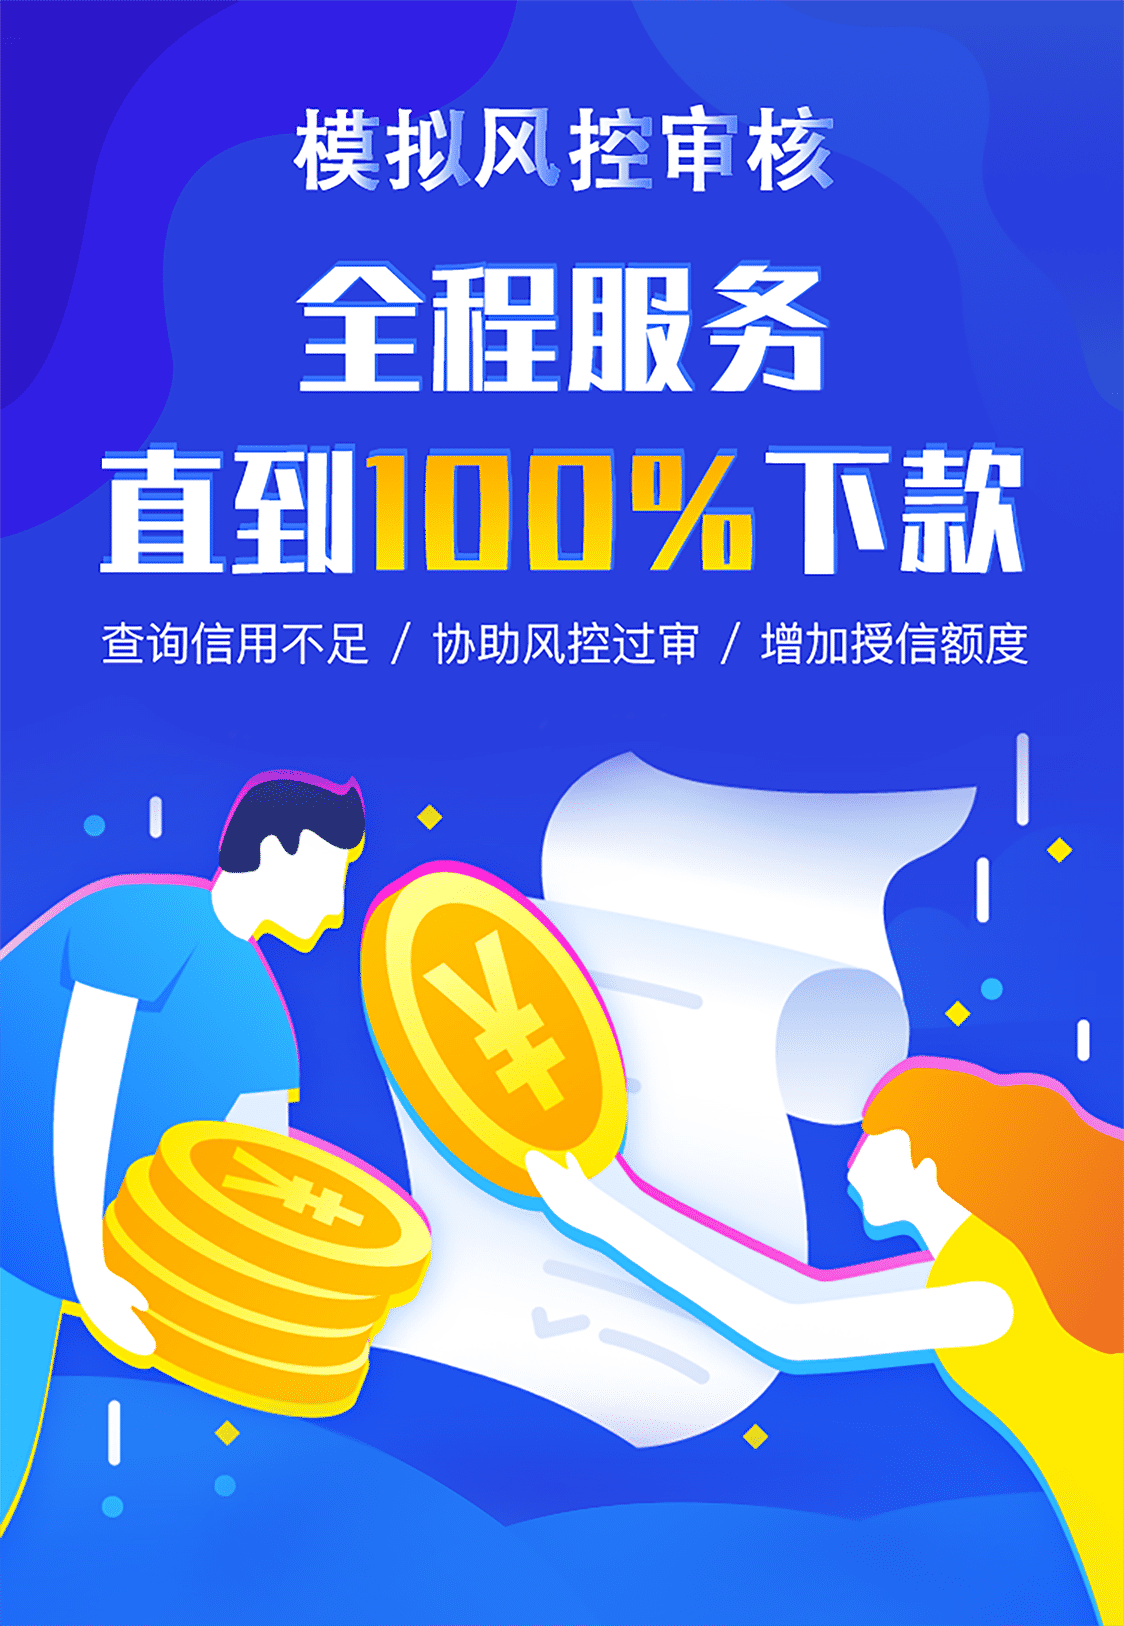 模拟风控审核
全程服务
直到100%下款
查询信用不足 / 协助风控过审 / 增加授信额度
¥
¥